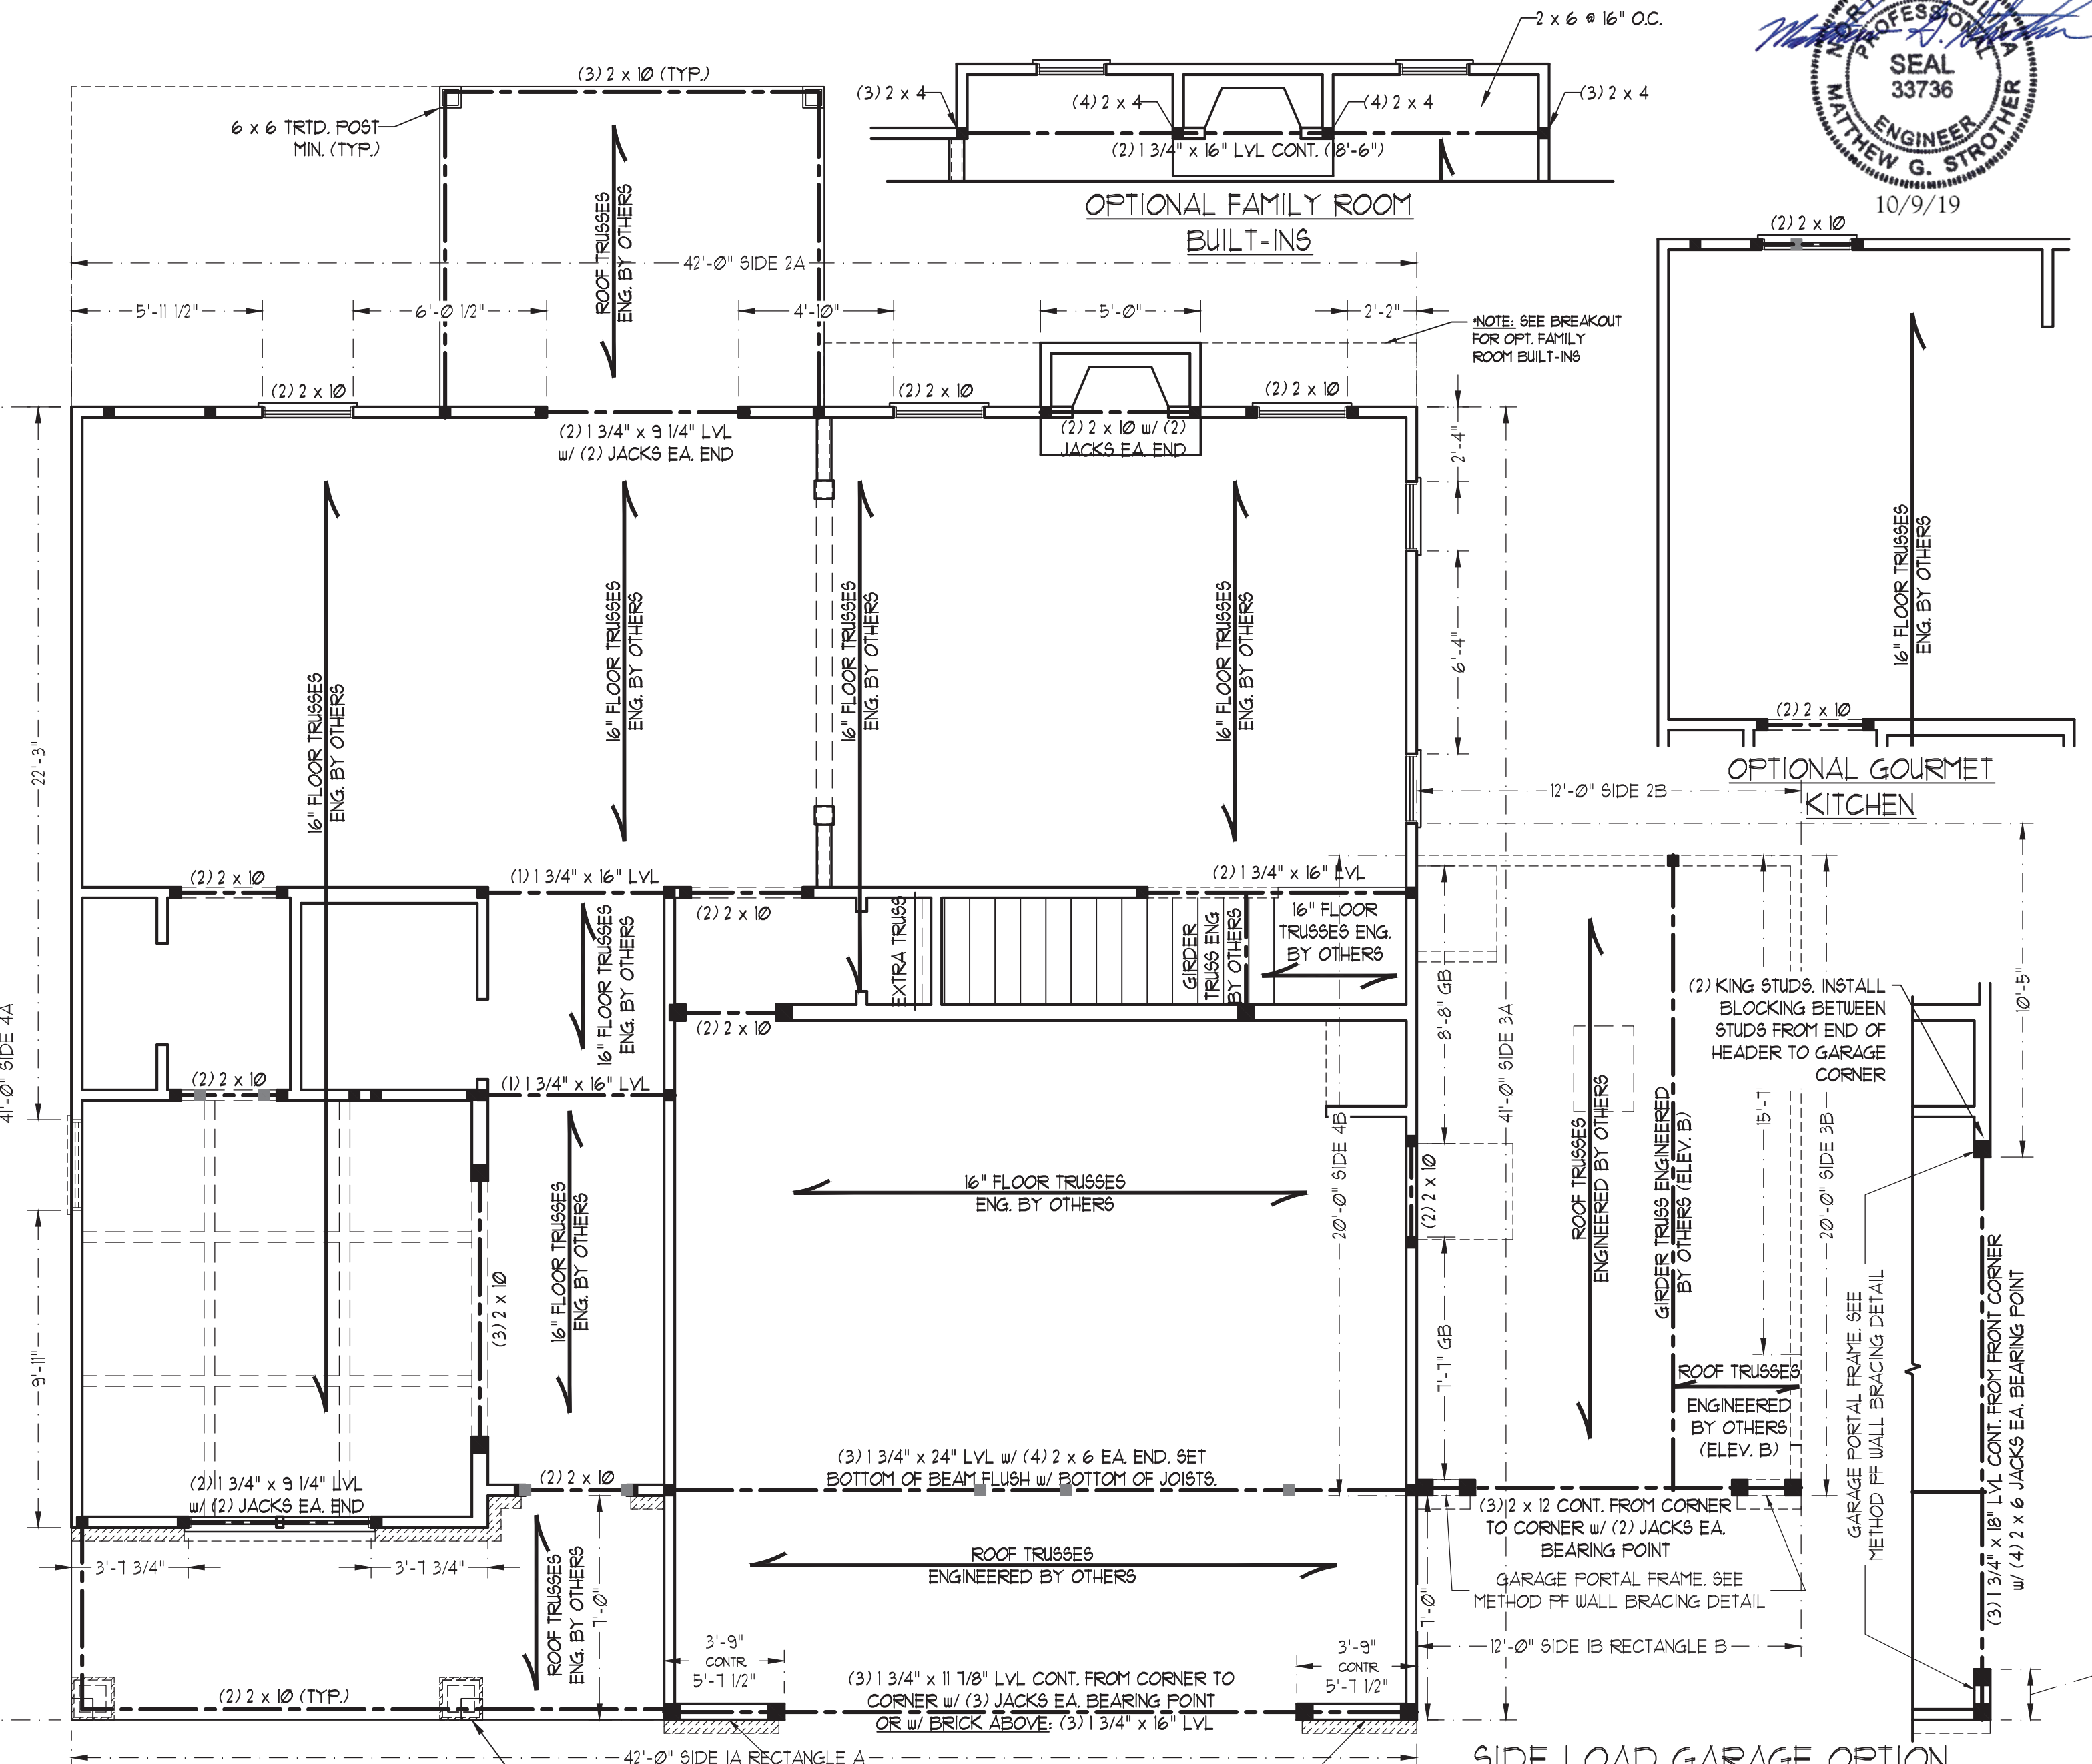 2 x 6 @ 16" O.C.
(3) 2 x 10 (TYP.)
(3) 2 x 4
(4) 2 x 4
(4) 2 x 4
(3) 2 x 4
6 x 6 TRTD. POST
MIN. (TYP.)
(2) 1 3/4" x 16" LVL CONT. (18'-6")
OPTIONAL FAMILY ROOM
BUILT-INS
PROFESSIONAL
SEAL
33736
ENGINEER
MATTHEW G. STROTHER
10/9/19
ROOF TRUSSES
ENG. BY OTHERS
42'-0" SIDE 2A
5'-11 1/2"
6'-0 1/2"
4'-10"
5'-0"
2'-2"
*NOTE: SEE BREAKOUT
FOR OPT. FAMILY
ROOM BUILT-INS
(2) 2 x 10
(2) 2 x 10
(2) 2 x 10
(2) 2 x 10
(2) 1 3/4" x 9 1/4" LVL
w/ (2) JACKS EA. END
(2) 2 x 10 w/ (2)
JACKS EA. END
2'-4"
6'-4"
22'-3"
16" FLOOR TRUSSES
ENG. BY OTHERS
16" FLOOR TRUSSES
ENG. BY OTHERS
16" FLOOR TRUSSES
ENG. BY OTHERS
16" FLOOR TRUSSES
ENG. BY OTHERS
16" FLOOR TRUSSES
ENG. BY OTHERS
(2) 2 x 10
OPTIONAL GOURMET
KITCHEN
12'-0" SIDE 2B
(2) 2 x 10
(1) 1 3/4" x 16" LVL
(2) 2 x 10
(2) 1 3/4" x 16" LVL
16" FLOOR TRUSSES
ENG. BY OTHERS
EXTRA TRUSS
GIRDER
TRUSS ENG
BY OTHERS
16" FLOOR
TRUSSES ENG.
BY OTHERS
(2) 2 x 10
8'-8" GB
41'-0" SIDE 3A
41'-0" SIDE 4A
(2) KING STUDS. INSTALL
BLOCKING BETWEEN
STUDS FROM END OF
HEADER TO GARAGE
CORNER
10'-5"
(2) 2 x 10
(1) 1 3/4" x 16" LVL
20'-0" SIDE 4B
(2) 2 x 10
ROOF TRUSSES
ENGINEERED BY OTHERS
GIRDER TRUSS ENGINEERED
BY OTHERS (ELEV. B)
15'-7
20'-0" SIDE 3B
16" FLOOR TRUSSES
ENG. BY OTHERS
16" FLOOR TRUSSES
ENG. BY OTHERS
(3) 2 x 10
9'-11"
7'-7" GB
ROOF TRUSSES
ENGINEERED
BY OTHERS
(ELEV. B)
GARAGE PORTAL FRAME. SEE
METHOD PF WALL BRACING DETAIL
(3) 1 3/4" x 18" LVL CONT. FROM FRONT CORNER
w/ (4) 2 x 6 JACKS EA. BEARING POINT
(2) 1 3/4" x 9 1/4" LVL
w/ (2) JACKS EA. END
(2) 2 x 10
(3) 1 3/4" x 24" LVL w/ (4) 2 x 6 EA. END. SET
BOTTOM OF BEAM FLUSH w/ BOTTOM OF JOISTS.
(3) 2 x 12 CONT. FROM CORNER
TO CORNER w/ (2) JACKS EA.
BEARING POINT
3'-7 3/4"
3'-7 3/4"
ROOF TRUSSES
ENG. BY OTHERS
7'-0"
ROOF TRUSSES
ENGINEERED BY OTHERS
7'-0"
GARAGE PORTAL FRAME. SEE
METHOD PF WALL BRACING DETAIL
12'-0" SIDE 1B RECTANGLE B
3'-9"
CONTR
5'-7 1/2"
3'-9"
CONTR
5'-7 1/2"
(2) 2 x 10 (TYP.)
(3) 1 3/4" x 11 7/8" LVL CONT. FROM CORNER TO
CORNER w/ (3) JACKS EA. BEARING POINT
OR w/ BRICK ABOVE: (3) 1 3/4" x 16" LVL
42'-0" SIDE 1A RECTANGLE A
SIDE LOAD GARAGE OPTION